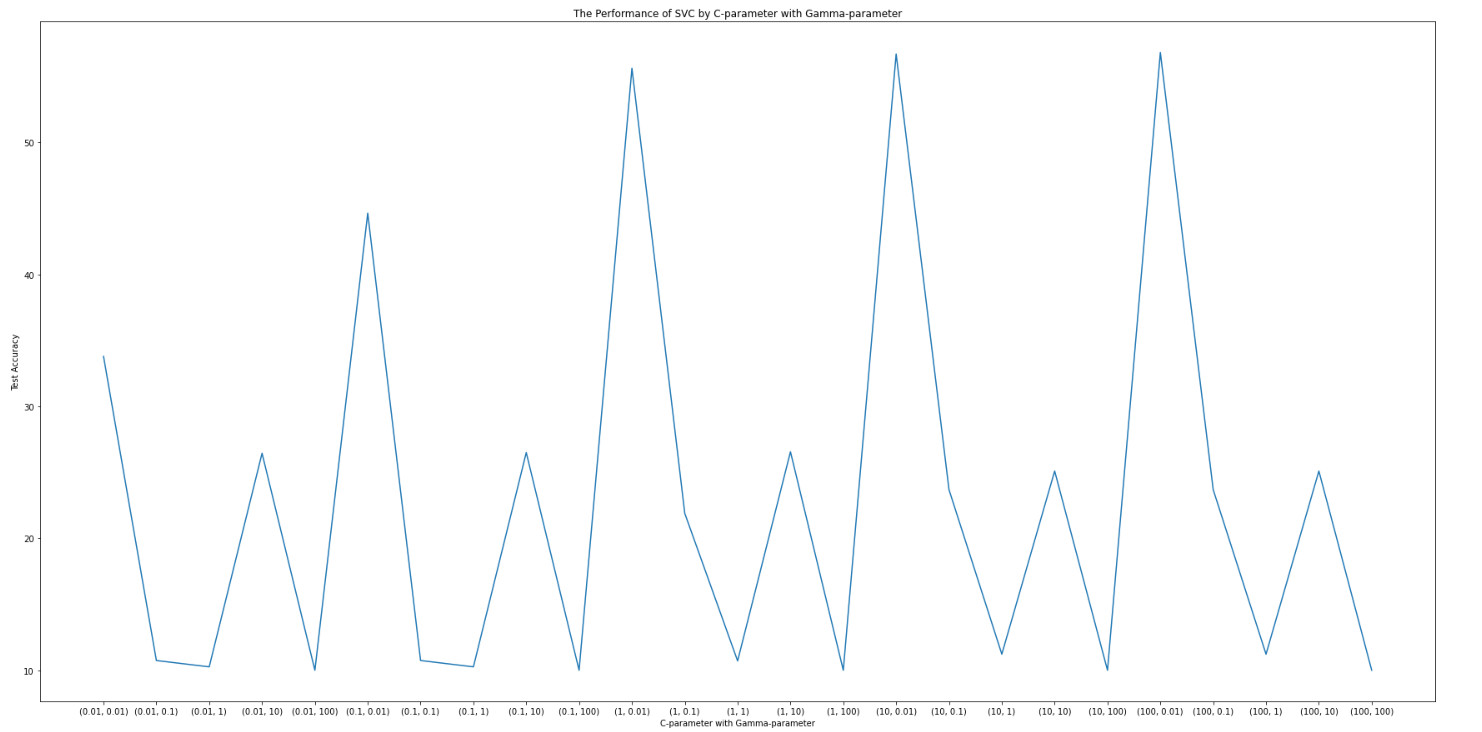 The Performance of SVC by C-parameter with Gamma-parameter
Test Accuracy
50
40
30
20
10
(0.01, 0.01) (0.01, 0.1) (0.01, 1) (0.01, 10) (0.01, 100) (0.1, 0.01) (0.1, 0.1) (0.1, 1) (0.1, 10) (0.1, 100) (1, 0.01) (1, 0.1) (1, 1) (1, 10) (1, 100) (10, 0.01) (10, 0.1) (10, 1) (10, 10) (10, 100) (100, 0.01) (100, 0.1) (100, 1) (100, 10) (100, 100)
C-parameter with Gamma-parameter